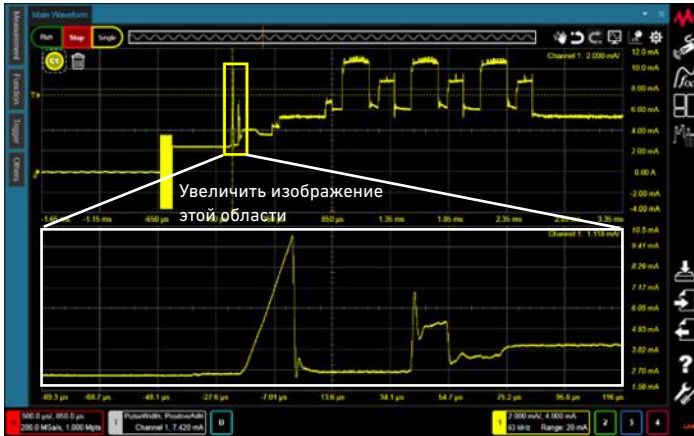 Main Waveform
Measurement
Function
Trigger
Others
Run
Stop
Single
C1
Channel 1: 2.000 mA/
12.0 mA
10.0 mA
8.00 mA
6.00 mA
4.00 mA
2.00 mA
0.00 A
-2.00 mA
-4.00 mA
-1.15 ms
-650 µs
850 µs
1.35 ms
1.85 ms
2.35 ms
3.35 ms
Увеличить изображение
этой области
Channel 1: 1.118 mA/
10.5 mA
9.41 mA
8.29 mA
7.17 mA
6.05 mA
4.93 mA
3.82 mA
2.70 mA
1.58 mA
-89.3 µs
-68.7 µs
-48.1 µs
-27.6 µs
-7.01 µs
13.6 µs
34.1 µs
54.7 µs
75.2 µs
95.8 µs
116 µs
500.0 µs/, 850.0 µs
200.0 MSa/s, 1.000 Mpts
T
Channel 1, 7.420 mA
D
1
2.000 mA/, 4.000 mA
Range: 20 mA
2
3
4
?